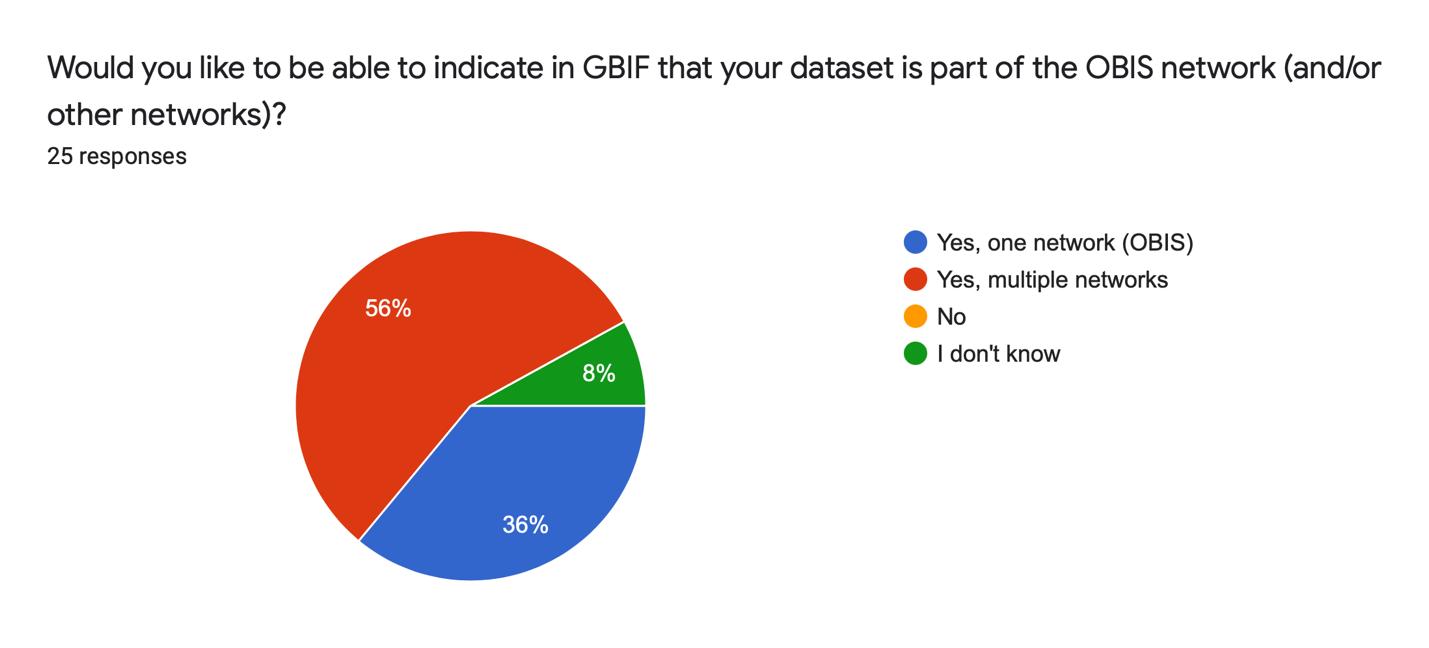 Would you like to be able to indicate in GBIF that your dataset is part of the OBIS network (and/or
other networks)?
25 responses
Yes, one network (OBIS)
Yes, multiple networks
No
I don't know
56%
8%
36%